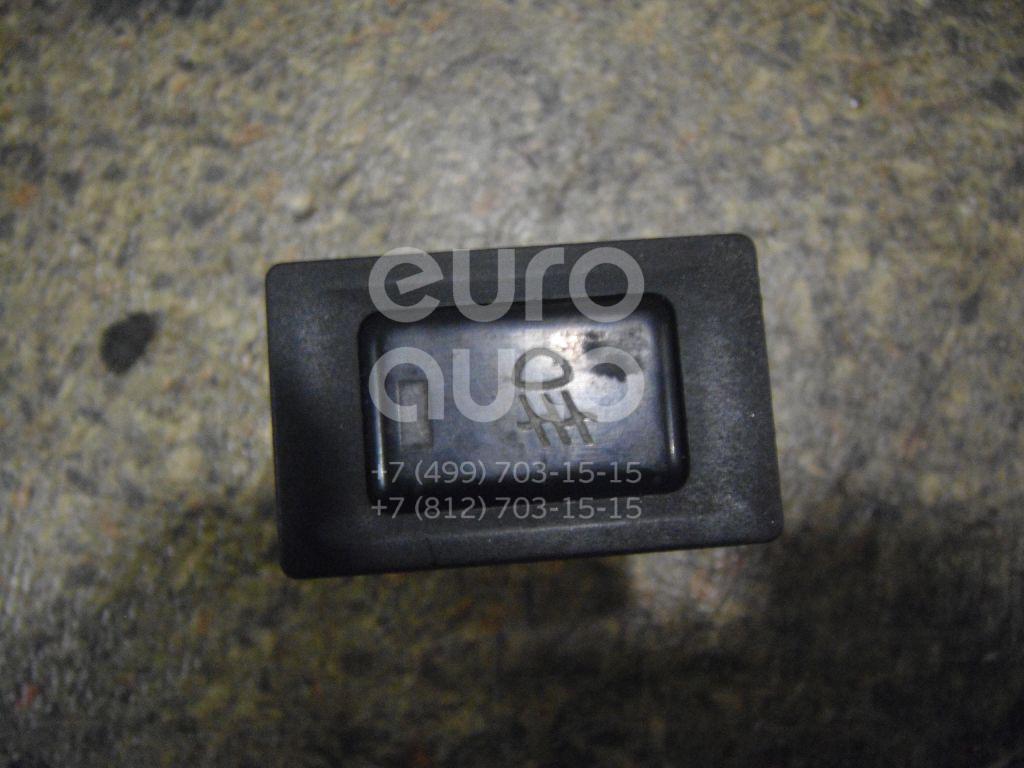 euro
auto
+7 (499) 703-15-15
+7 (812) 703-15-15